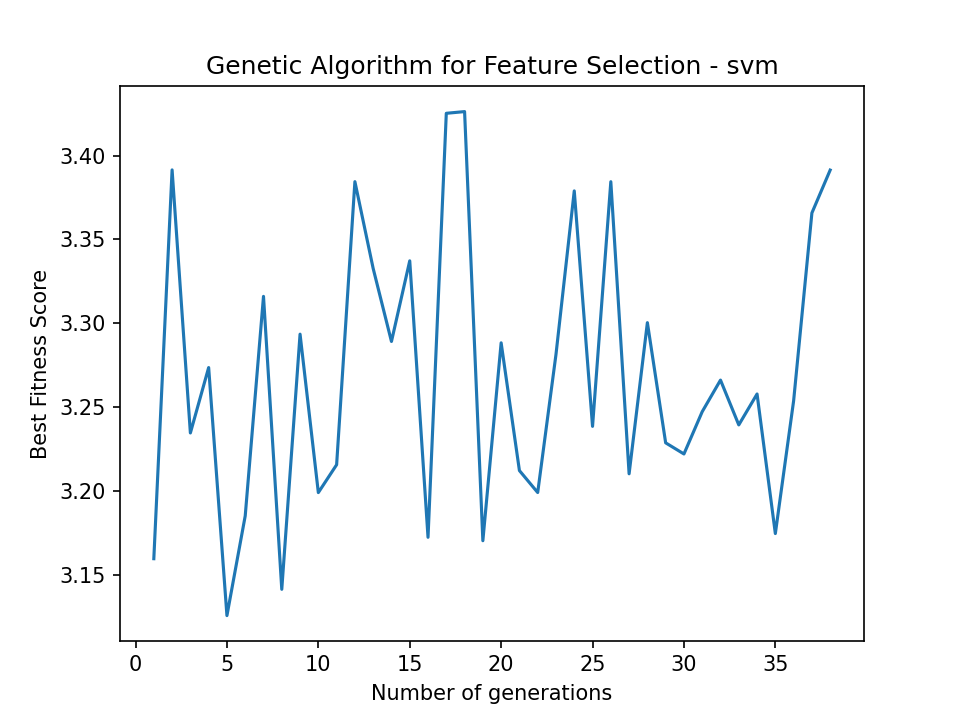 Genetic Algorithm for Feature Selection - svm
3.40
3.35
3.30
3.25
3.20
3.15
Best Fitness Score
0 5 10 15 20 25 30 35
Number of generations